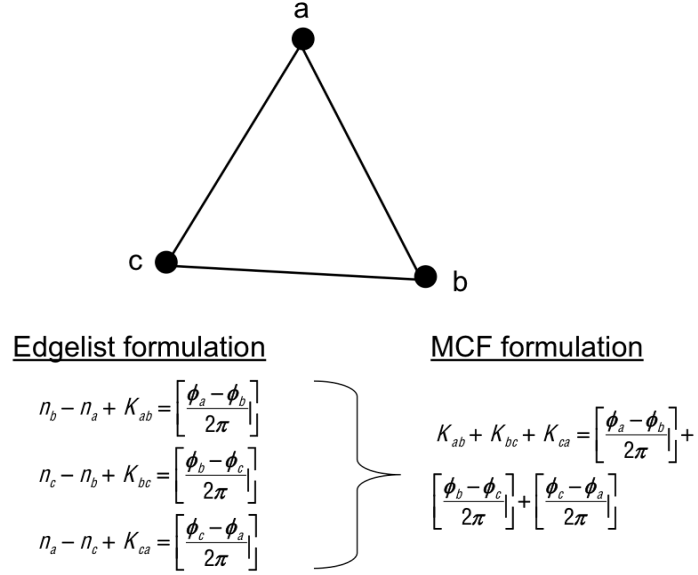 a
c
b
Edgelist formulation
MCF formulation
n_b − n_a + K_ab = [ϕ_a − ϕ_b / 2π]
n_c − n_b + K_bc = [ϕ_b − ϕ_c / 2π]
n_a − n_c + K_ca = [ϕ_c − ϕ_a / 2π]
K_ab + K_bc + K_ca = [ϕ_a − ϕ_b / 2π] +
[ϕ_b − ϕ_c / 2π] + [ϕ_c − ϕ_a / 2π]